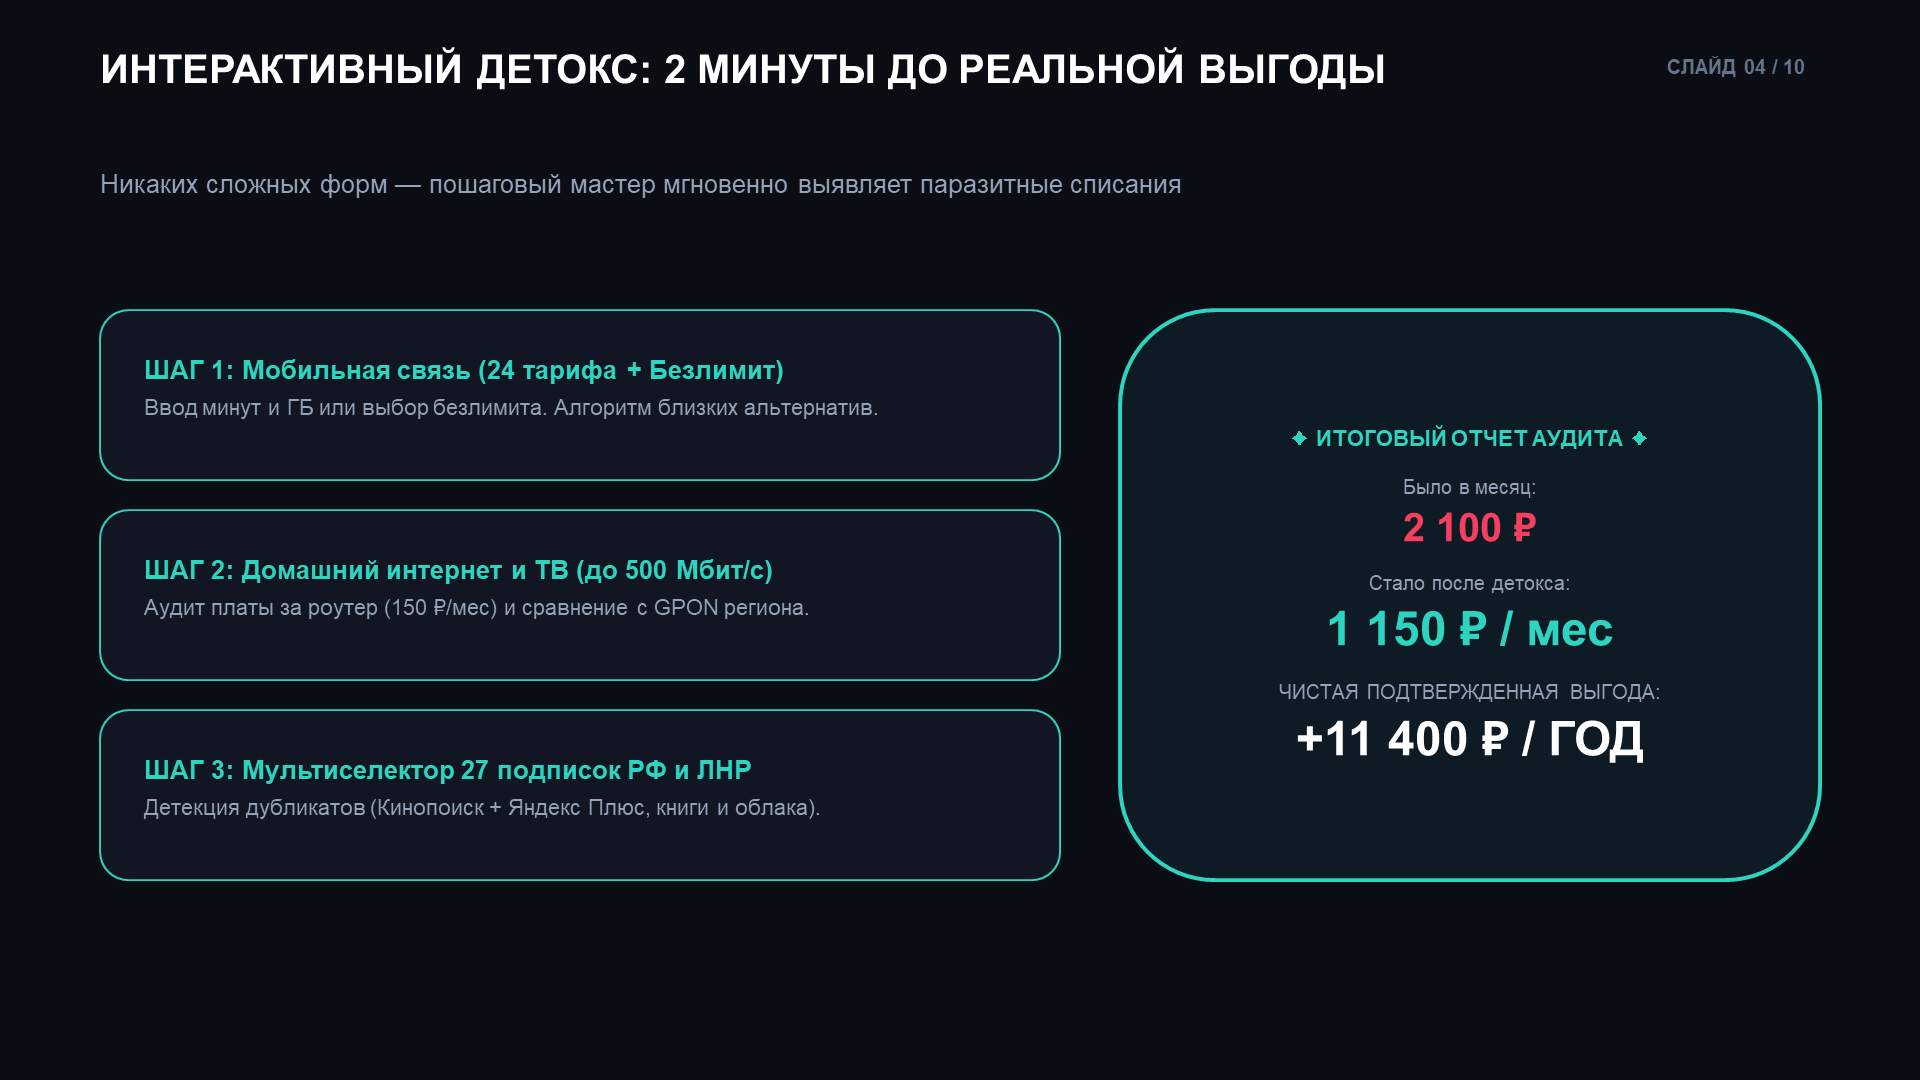 ИНТЕРАКТИВНЫЙ ДЕТОКС: 2 МИНУТЫ ДО РЕАЛЬНОЙ ВЫГОДЫ
СЛАЙД 04 / 10
Никаких сложных форм — пошаговый мастер мгновенно выявляет паразитные списания
ШАГ 1: Мобильная связь (24 тарифа + Безлимит)
Ввод минут и ГБ или выбор безлимита. Алгоритм близких альтернатив.
ШАГ 2: Домашний интернет и ТВ (до 500 Мбит/с)
Аудит платы за роутер (150 ₽/мес) и сравнение с GPON региона.
ШАГ 3: Мультиселектор 27 подписок РФ и ЛНР
Детекция дубликатов (Кинопоиск + Яндекс Плюс, книги и облака).
❖ ИТОГОВЫЙ ОТЧЕТ АУДИТА ❖
Было в месяц:
2 100 ₽
Стало после детокса:
1 150 ₽ / мес
ЧИСТАЯ ПОДТВЕРЖДЕННАЯ ВЫГОДА:
+11 400 ₽ / ГОД